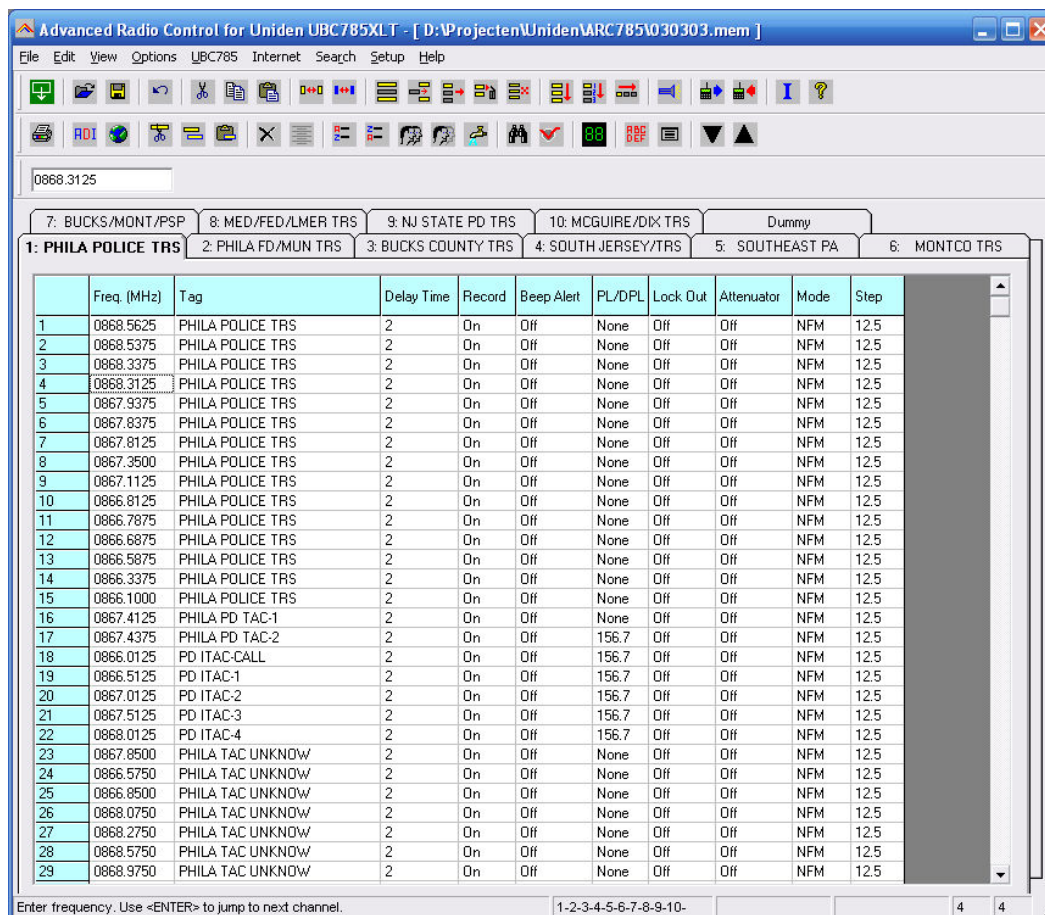 Advanced Radio Control for Uniden UBC785XLT - [ D:\Projecten\Uniden\ARC785\030303.mem ]
File Edit View Options UBC785 Internet Search Setup Help
ADI 88 ABC DEF
0868.3125
7: BUCKS/MONT/PSP 8: MED/FED/LMER TRS 9: NJ STATE PD TRS 10: MCGUIRE/DIX TRS Dummy
1: PHILA POLICE TRS 2: PHILA FD/MUN TRS 3: BUCKS COUNTY TRS 4: SOUTH JERSEY/TRS 5: SOUTHEAST PA 6: MONTCO TRS
Freq. (MHz) Tag Delay Time Record Beep Alert PL/DPL Lock Out Attenuator Mode Step
1 0868.5625 PHILA POLICE TRS 2 On Off None Off Off NFM 12.5
2 0868.5375 PHILA POLICE TRS 2 On Off None Off Off NFM 12.5
3 0868.3375 PHILA POLICE TRS 2 On Off None Off Off NFM 12.5
4 0868.3125 PHILA POLICE TRS 2 On Off None Off Off NFM 12.5
5 0867.9375 PHILA POLICE TRS 2 On Off None Off Off NFM 12.5
6 0867.8375 PHILA POLICE TRS 2 On Off None Off Off NFM 12.5
7 0867.8125 PHILA POLICE TRS 2 On Off None Off Off NFM 12.5
8 0867.3500 PHILA POLICE TRS 2 On Off None Off Off NFM 12.5
9 0867.1125 PHILA POLICE TRS 2 On Off None Off Off NFM 12.5
10 0866.8125 PHILA POLICE TRS 2 On Off None Off Off NFM 12.5
11 0866.7875 PHILA POLICE TRS 2 On Off None Off Off NFM 12.5
12 0866.6875 PHILA POLICE TRS 2 On Off None Off Off NFM 12.5
13 0866.5875 PHILA POLICE TRS 2 On Off None Off Off NFM 12.5
14 0866.3375 PHILA POLICE TRS 2 On Off None Off Off NFM 12.5
15 0866.1000 PHILA POLICE TRS 2 On Off None Off Off NFM 12.5
16 0867.4125 PHILA PD TAC-1 2 On Off None Off Off NFM 12.5
17 0867.4375 PHILA PD TAC-2 2 On Off 156.7 Off Off NFM 12.5
18 0866.0125 PD ITAC-CALL 2 On Off 156.7 Off Off NFM 12.5
19 0866.5125 PD ITAC-1 2 On Off 156.7 Off Off NFM 12.5
20 0867.0125 PD ITAC-2 2 On Off 156.7 Off Off NFM 12.5
21 0867.5125 PD ITAC-3 2 On Off 156.7 Off Off NFM 12.5
22 0868.0125 PD ITAC-4 2 On Off 156.7 Off Off NFM 12.5
23 0867.8500 PHILA TAC UNKNOW 2 On Off None Off Off NFM 12.5
24 0866.5750 PHILA TAC UNKNOW 2 On Off None Off Off NFM 12.5
25 0866.8500 PHILA TAC UNKNOW 2 On Off None Off Off NFM 12.5
26 0868.0750 PHILA TAC UNKNOW 2 On Off None Off Off NFM 12.5
27 0868.2750 PHILA TAC UNKNOW 2 On Off None Off Off NFM 12.5
28 0868.5750 PHILA TAC UNKNOW 2 On Off None Off Off NFM 12.5
29 0868.9750 PHILA TAC UNKNOW 2 On Off None Off Off NFM 12.5
Enter frequency. Use <ENTER> to jump to next channel. 1-2-3-4-5-6-7-8-9-10- 4 4